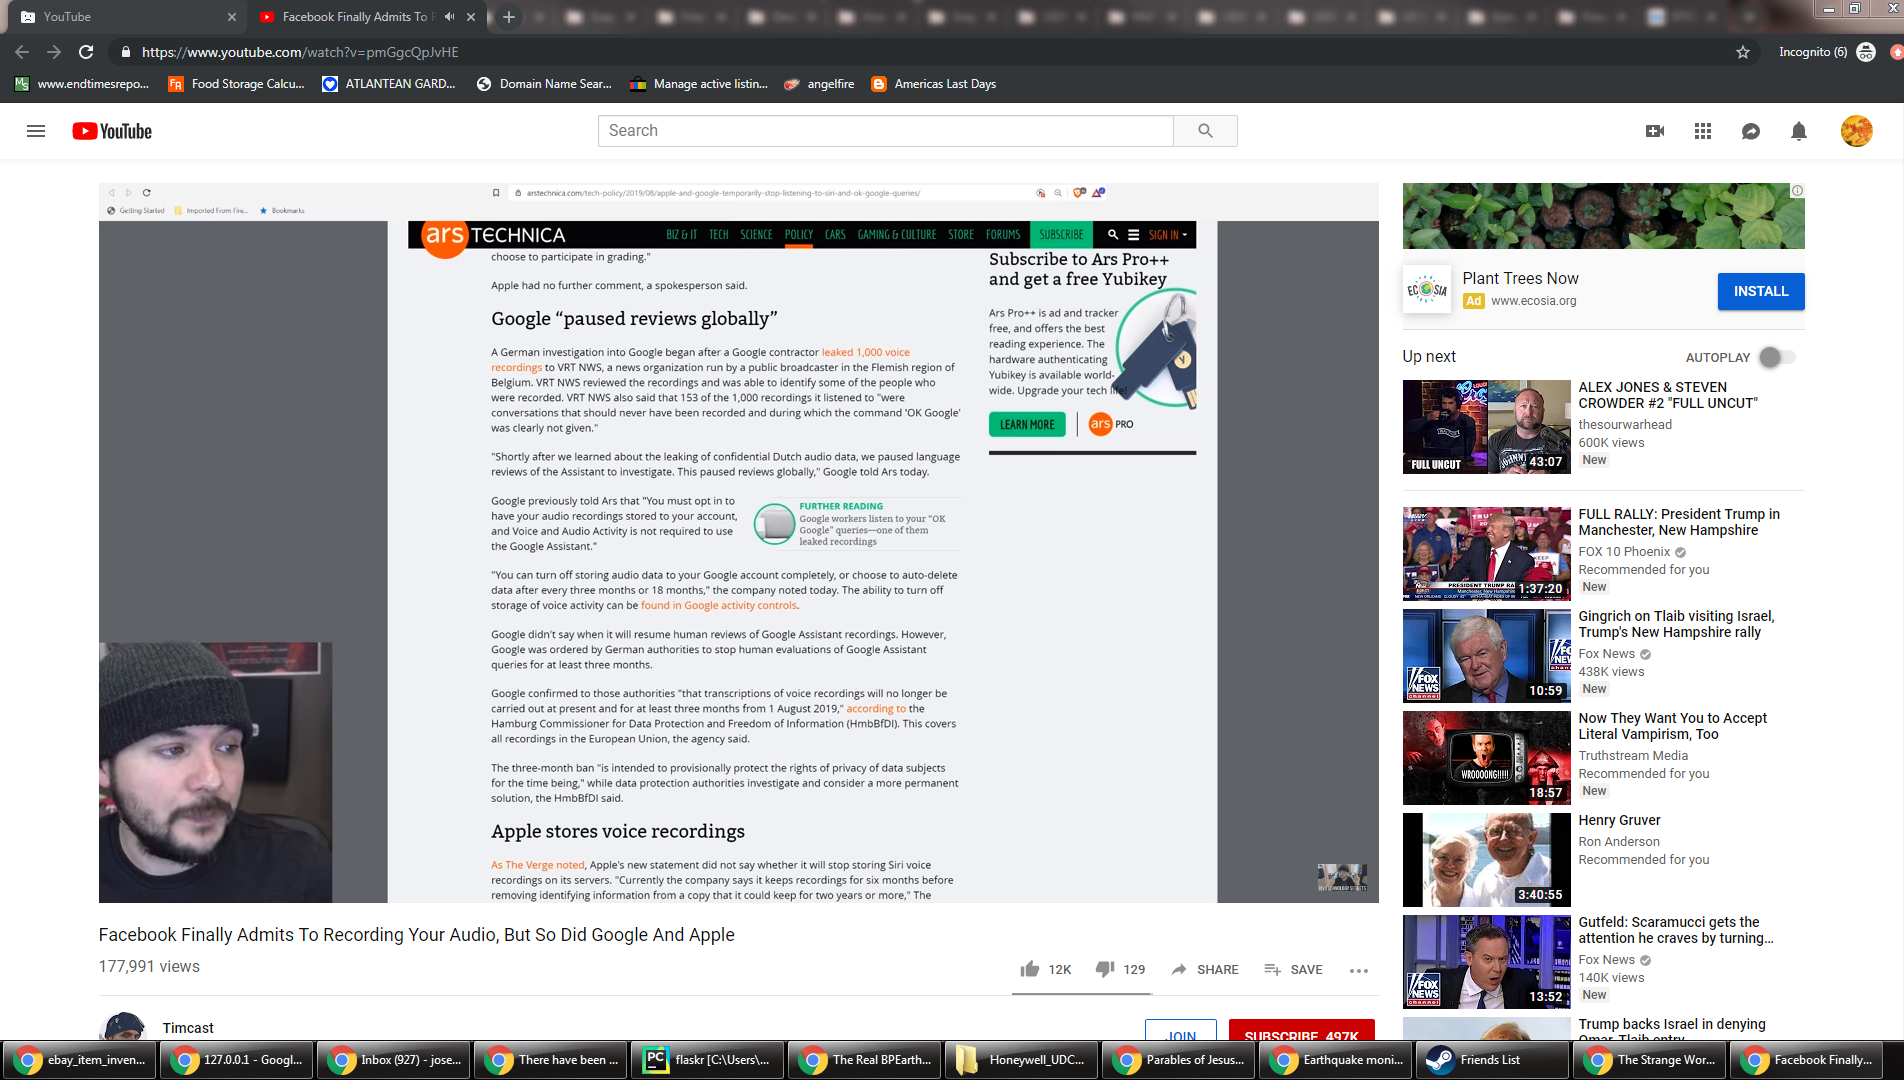 YouTube
Facebook Finally Admits To R
https://www.youtube.com/watch?v=pmGgcQpJvHE
Incognito (6)
www.endtimesrepo...
Food Storage Calcu...
ATLANTEAN GARD...
Domain Name Sear...
Manage active listin...
angelfire
Americas Last Days
YouTube
Search
arstechnica.com/tech-policy/2019/08/apple-and-google-temporarily-stop-listening-to-siri-and-ok-google-queries/
Getting Started
Imported From Fire...
Bookmarks
ars TECHNICA
BIZ & IT TECH SCIENCE POLICY CARS GAMING & CULTURE STORE FORUMS SUBSCRIBE SIGN IN
choose to participate in grading."
Apple had no further comment, a spokesperson said.
Google “paused reviews globally”
A German investigation into Google began after a Google contractor leaked 1,000 voice
recordings to VRT NWS, a news organization run by a public broadcaster in the Flemish region of
Belgium. VRT NWS reviewed the recordings and was able to identify some of the people who
were recorded. VRT NWS also said that 153 of the 1,000 recordings it listened to "were
conversations that should never have been recorded and during which the command 'OK Google'
was clearly not given."
"Shortly after we learned about the leaking of confidential Dutch audio data, we paused language
reviews of the Assistant to investigate. This paused reviews globally," Google told Ars today.
Google previously told Ars that "You must opt in to
have your audio recordings stored to your account,
and Voice and Audio Activity is not required to use
the Google Assistant."
FURTHER READING
Google workers listen to your “OK
Google” queries—one of them
leaked recordings
"You can turn off storing audio data to your Google account completely, or choose to auto-delete
data after every three months or 18 months," the company noted today. The ability to turn off
storage of voice activity can be found in Google activity controls.
Google didn't say when it will resume human reviews of Google Assistant recordings. However,
Google was ordered by German authorities to stop human evaluations of Google Assistant
queries for at least three months.
Google confirmed to those authorities "that transcriptions of voice recordings will no longer be
carried out at present and for at least three months from 1 August 2019," according to the
Hamburg Commissioner for Data Protection and Freedom of Information (HmbBfDI). This covers
all recordings in the European Union, the agency said.
The three-month ban "is intended to provisionally protect the rights of privacy of data subjects
for the time being," while data protection authorities investigate and consider a more permanent
solution, the HmbBfDI said.
Apple stores voice recordings
As The Verge noted, Apple's new statement did not say whether it will stop storing Siri voice
recordings on its servers. "Currently the company says it keeps recordings for six months before
removing identifying information from a copy that it could keep for two years or more," The
Subscribe to Ars Pro++
and get a free Yubikey
Ars Pro++ is ad and tracker
free, and offers the best
reading experience. The
hardware authenticating
Yubikey is available world-
wide. Upgrade your tech life!
LEARN MORE
ars PRO
Facebook Finally Admits To Recording Your Audio, But So Did Google And Apple
177,991 views
12K
129
SHARE
SAVE
Timcast
JOIN
SUBSCRIBE 497K
ECOSIA
Plant Trees Now
Ad www.ecosia.org
INSTALL
Up next
AUTOPLAY
"FULL UNCUT
43:07
ALEX JONES & STEVEN
CROWDER #2 "FULL UNCUT"
thesourwarhead
600K views
New
1:37:20
FULL RALLY: President Trump in
Manchester, New Hampshire
FOX 10 Phoenix
Recommended for you
New
FOX NEWS channel
10:59
Gingrich on Tlaib visiting Israel,
Trump's New Hampshire rally
Fox News
438K views
New
WROOOONG!!!!!
18:57
Now They Want You to Accept
Literal Vampirism, Too
Truthstream Media
Recommended for you
New
3:40:55
Henry Gruver
Ron Anderson
Recommended for you
FOX NEWS channel
13:52
Gutfeld: Scaramucci gets the
attention he craves by turning...
Fox News
140K views
New
Trump backs Israel in denying
Omar, Tlaib entry
ebay_item_inven...
127.0.0.1 - Googl...
Inbox (927) - jose...
There have been ...
flaskr [C:\Users\...
The Real BPEarth...
Honeywell_UDC...
Parables of Jesus...
Earthquake moni...
Friends List
The Strange Wor...
Facebook Finally...